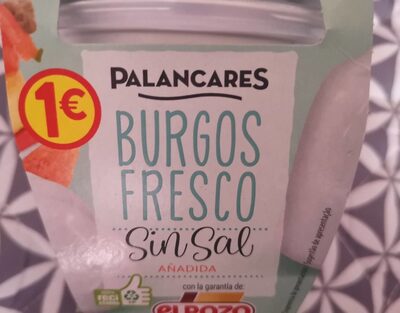 1€
PALANCARES
BURGOS
FRESCO
Sin Sal
AÑADIDA
con la garantía de:
ELPOZO